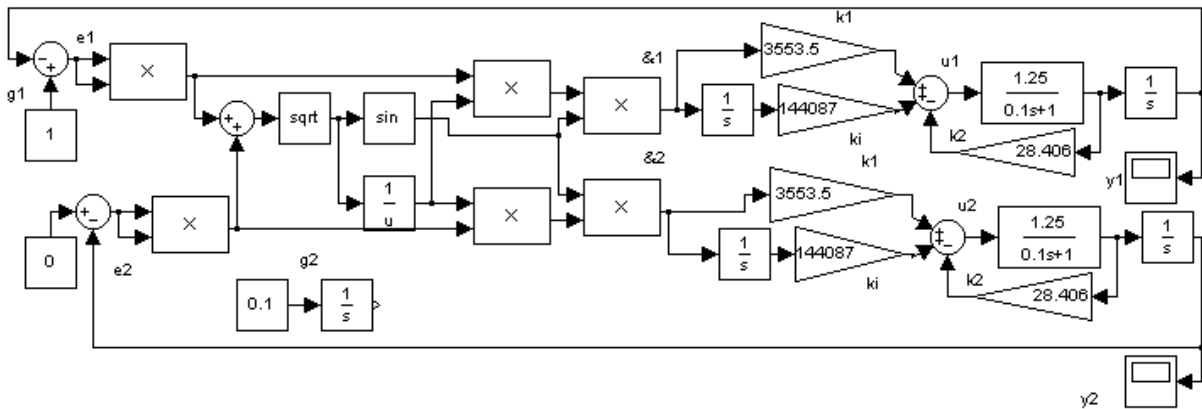 k1
e1
3553.5
&1
u1
1.25
0.1s+1
1
s
g1
1
sqrt
sin
1
s
144087
ki
k2
28.406
&2
k1
y1
1
u
3553.5
u2
1.25
0.1s+1
1
s
0
e2
1
s
144087
ki
k2
28.406
g2
0.1
1
s
y2